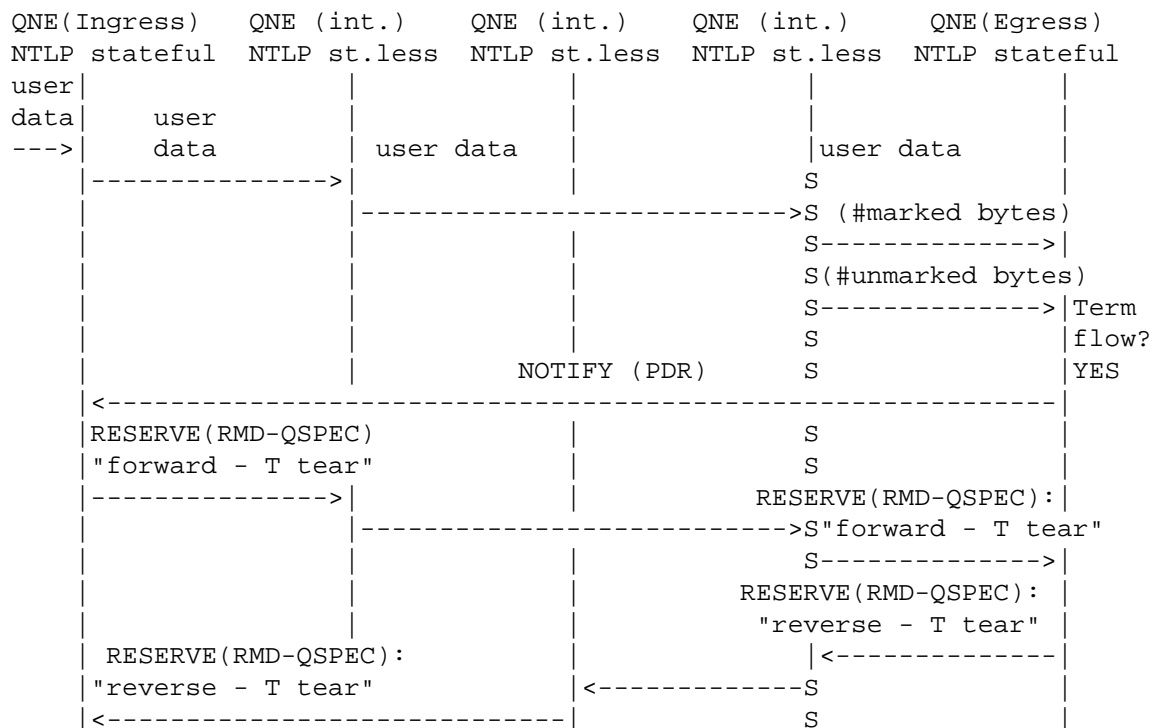 QNE(Ingress) QNE (int.) QNE (int.) QNE (int.) QNE(Egress)
NTLP stateful NTLP st.less NTLP st.less NTLP st.less NTLP stateful
user| | | | |
data| user | | | |
--->| data | user data | |user data |
|--------------->| | S |
| |--------------------------->S (#marked bytes)
| | | S-------------->|
| | | S(#unmarked bytes)
| | | S-------------->|Term
| | | S |flow?
| | NOTIFY (PDR) S |YES
|<------------------------------------------------------------|
|RESERVE(RMD-QSPEC) | S |
|"forward - T tear" | S |
|--------------->| | RESERVE(RMD-QSPEC):|
| |--------------------------->S"forward - T tear"
| | | S-------------->|
| | | RESERVE(RMD-QSPEC): |
| | | "reverse - T tear" |
| RESERVE(RMD-QSPEC): | |<--------------|
|"reverse - T tear" |<-------------S |
|<-----------------------------| S |